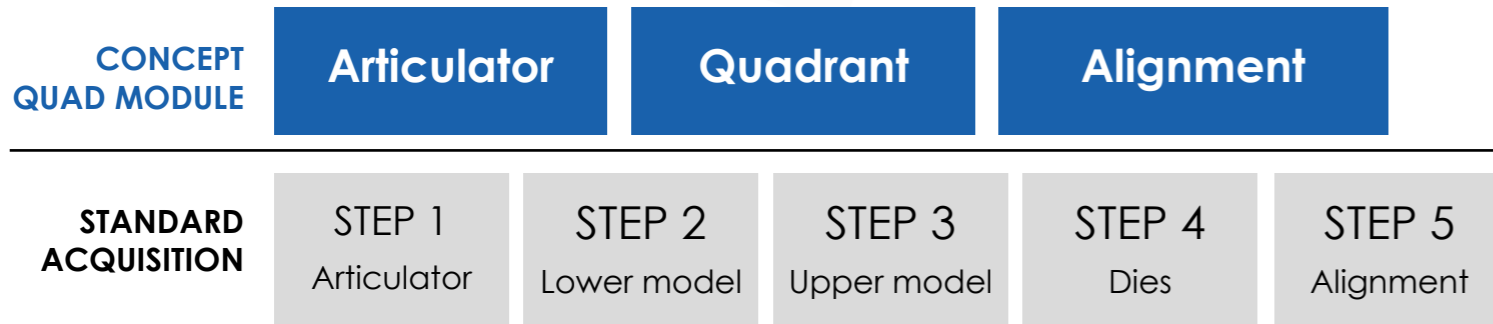 CONCEPT
QUAD MODULE
Articulator
Quadrant
Alignment
STANDARD
ACQUISITION
STEP 1
Articulator
STEP 2
Lower model
STEP 3
Upper model
STEP 4
Dies
STEP 5
Alignment